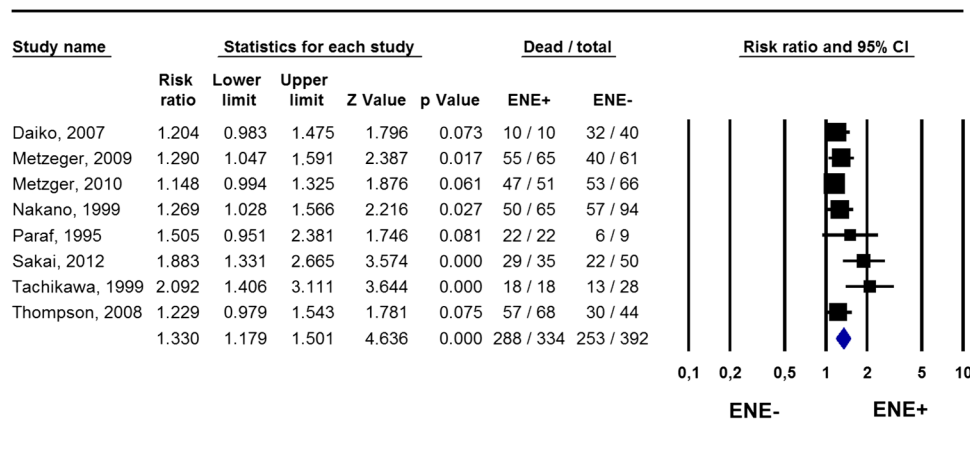 Study name Statistics for each study Dead / total Risk ratio and 95% CI
Risk ratio Lower limit Upper limit Z Value p Value ENE+ ENE-
Daiko, 2007 1.204 0.983 1.475 1.796 0.073 10 / 10 32 / 40
Metzeger, 2009 1.290 1.047 1.591 2.387 0.017 55 / 65 40 / 61
Metzger, 2010 1.148 0.994 1.325 1.876 0.061 47 / 51 53 / 66
Nakano, 1999 1.269 1.028 1.566 2.216 0.027 50 / 65 57 / 94
Paraf, 1995 1.505 0.951 2.381 1.746 0.081 22 / 22 6 / 9
Sakai, 2012 1.883 1.331 2.665 3.574 0.000 29 / 35 22 / 50
Tachikawa, 1999 2.092 1.406 3.111 3.644 0.000 18 / 18 13 / 28
Thompson, 2008 1.229 0.979 1.543 1.781 0.075 57 / 68 30 / 44
1.330 1.179 1.501 4.636 0.000 288 / 334 253 / 392
0,1 0,2 0,5 1 2 5 10
ENE- ENE+